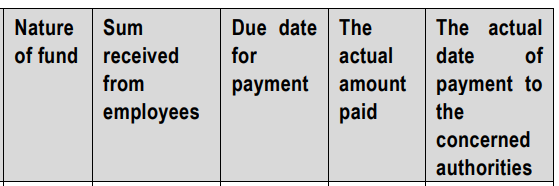 Nature
of fund
Sum
received
from
employees
Due date
for
payment
The
actual
amount
paid
The actual
date of
payment to
the
concerned
authorities